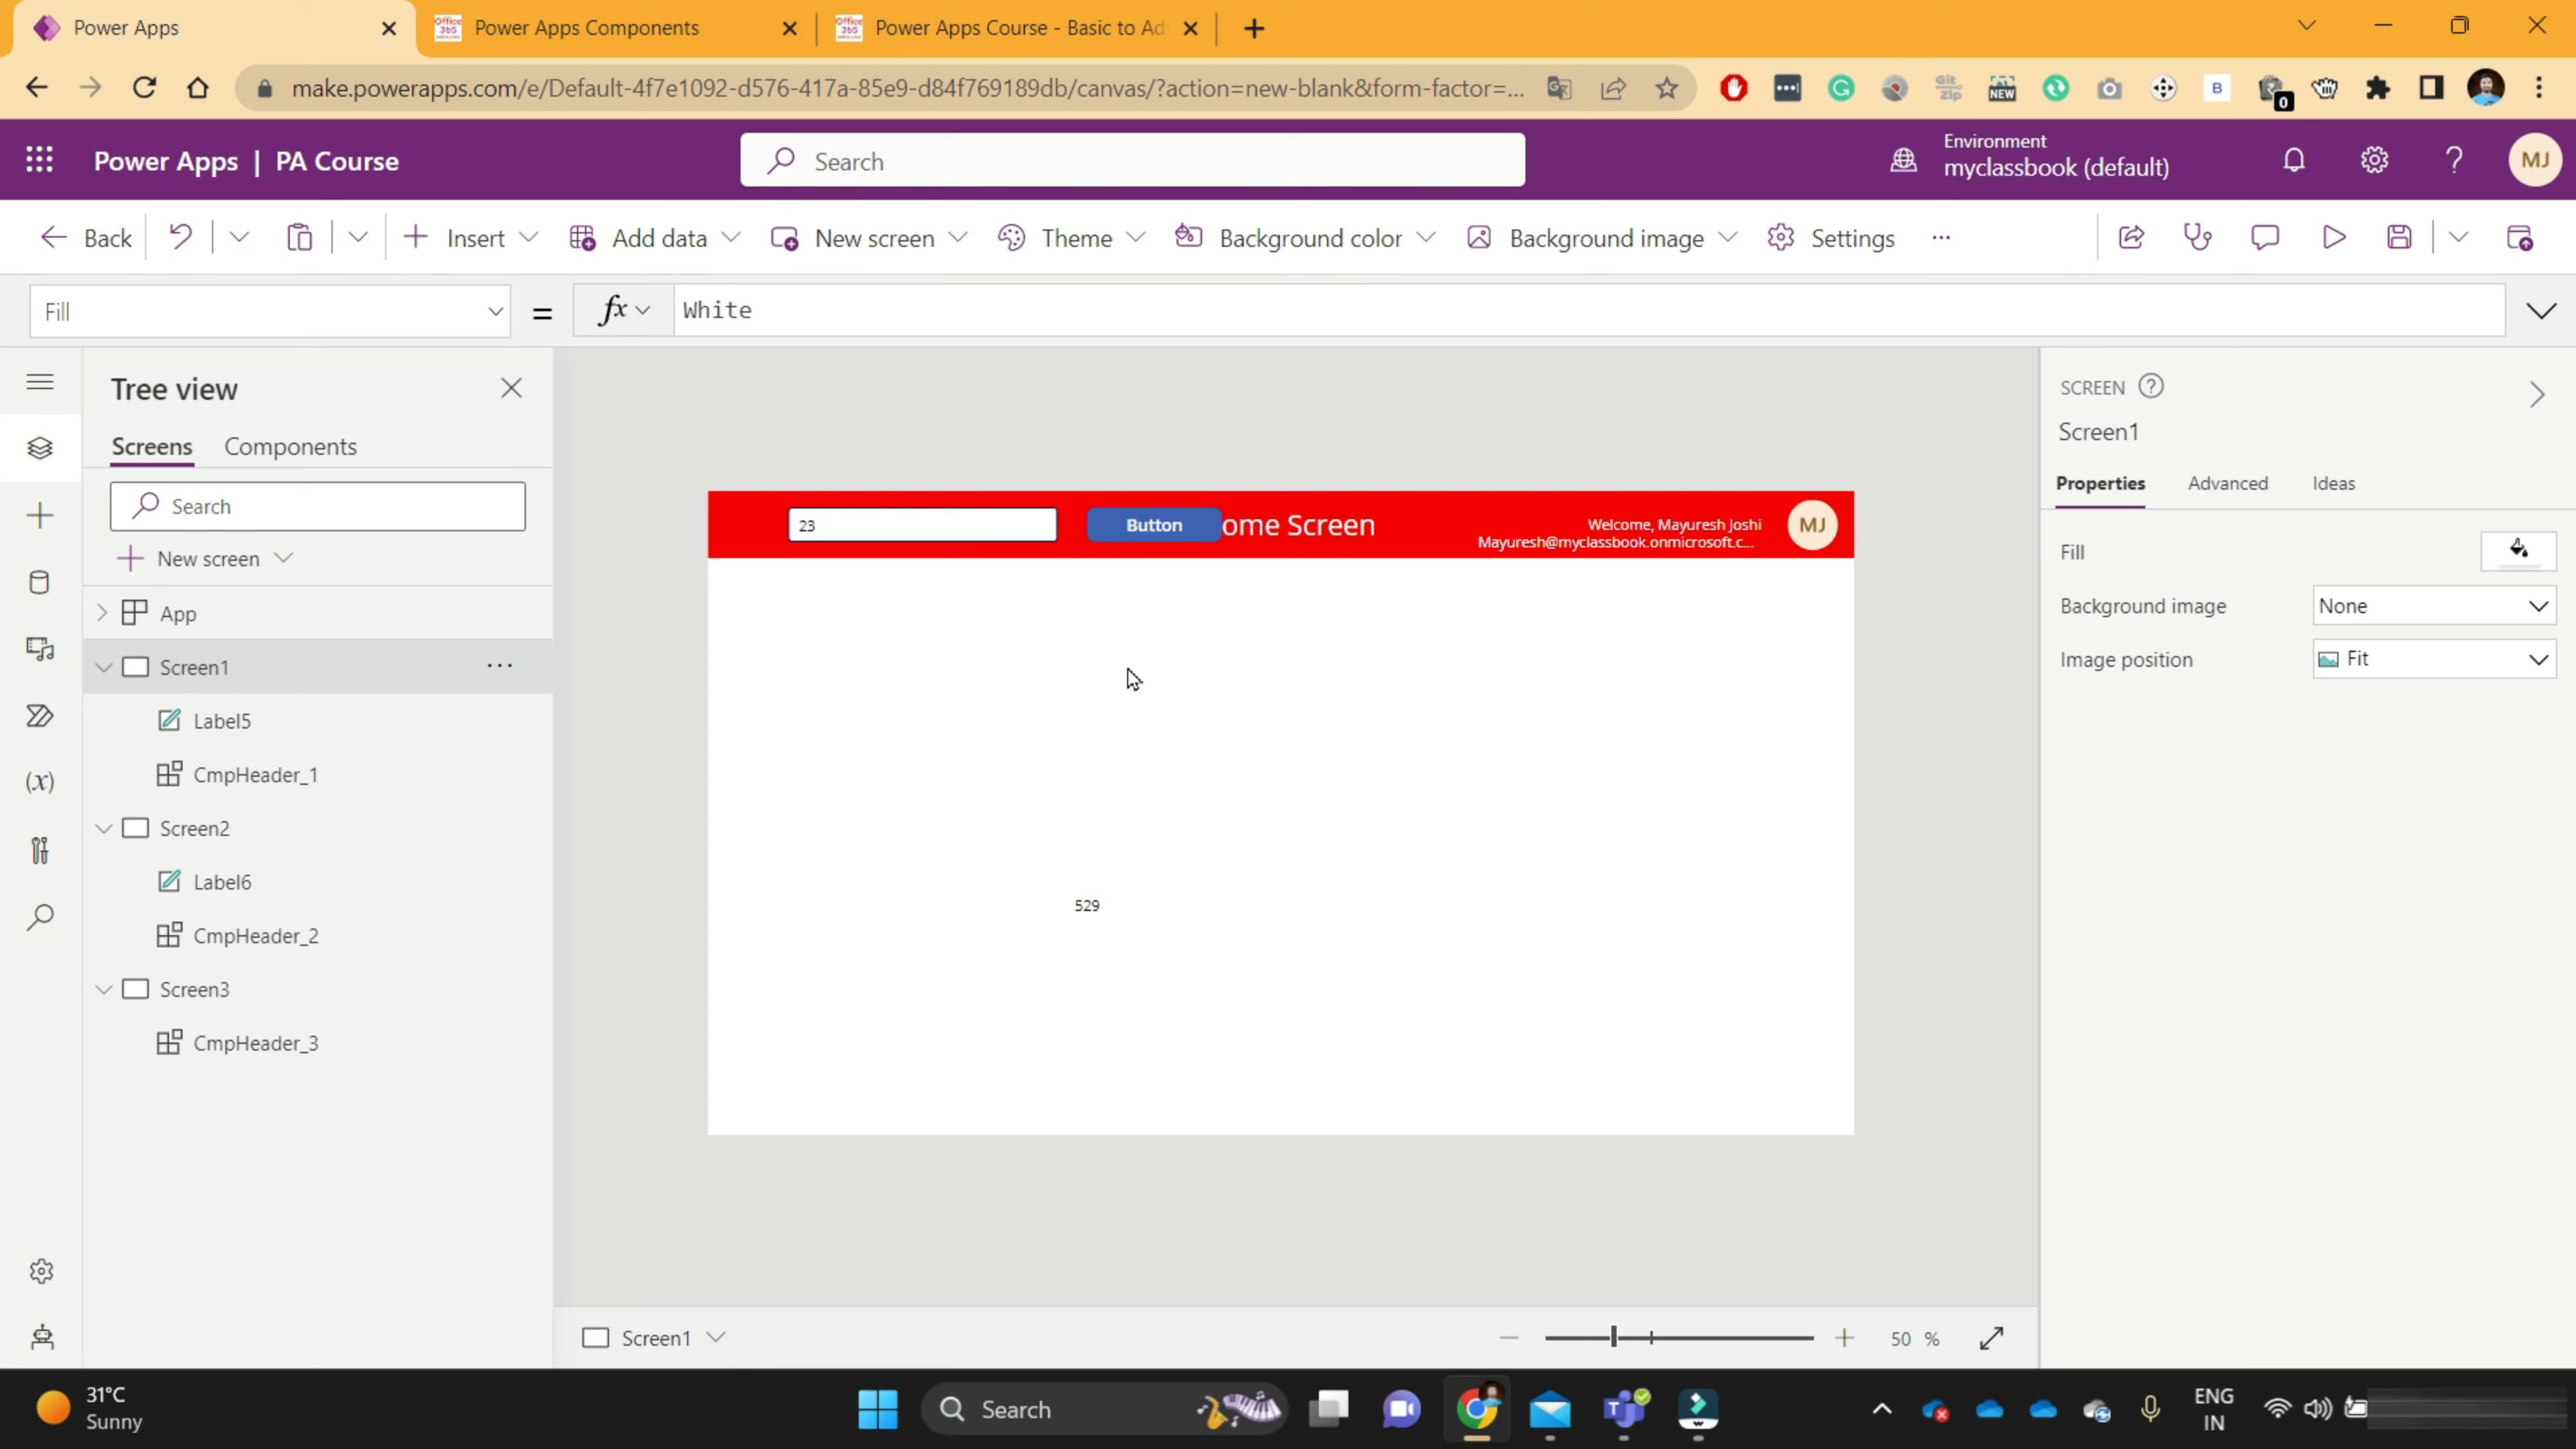 Power Apps
Power Apps Components
Power Apps Course - Basic to Ad
make.powerapps.com/e/Default-4f7e1092-d576-417a-85e9-d84f769189db/canvas/?action=new-blank&form-factor=...
Git
zip
NEW
B
0
Power Apps | PA Course
Search
Environment
myclassbook (default)
MJ
Back
Insert
Add data
New screen
Theme
Background color
Background image
Settings
Fill
=
fx
White
Tree view
Screens
Components
Search
New screen
App
Screen1
Label5
CmpHeader_1
Screen2
Label6
CmpHeader_2
Screen3
CmpHeader_3
(x)
23
Button
ome Screen
Welcome, Mayuresh Joshi
Mayuresh@myclassbook.onmicrosoft.c...
MJ
529
SCREEN
Screen1
Properties
Advanced
Ideas
Fill
Background image
None
Image position
Fit
Screen1
50 %
31°C
Sunny
Search
ENG
IN